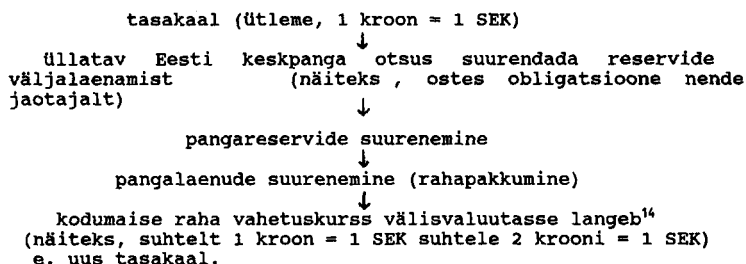 tasakaal (ütleme, 1 kroon = 1 SEK)
↓
üllatav Eesti keskpanga otsus suurendada reservide
väljalaenamist (näiteks , ostes obligatsioone nende
jaotajalt)
↓
pangareservide suurenemine
↓
pangalaenude suurenemine (rahapakkumine)
↓
kodumaise raha vahetuskurss välisvaluutasse langeb¹⁴
(näiteks, suhtelt 1 kroon = 1 SEK suhtele 2 krooni = 1 SEK)
e. uus tasakaal.